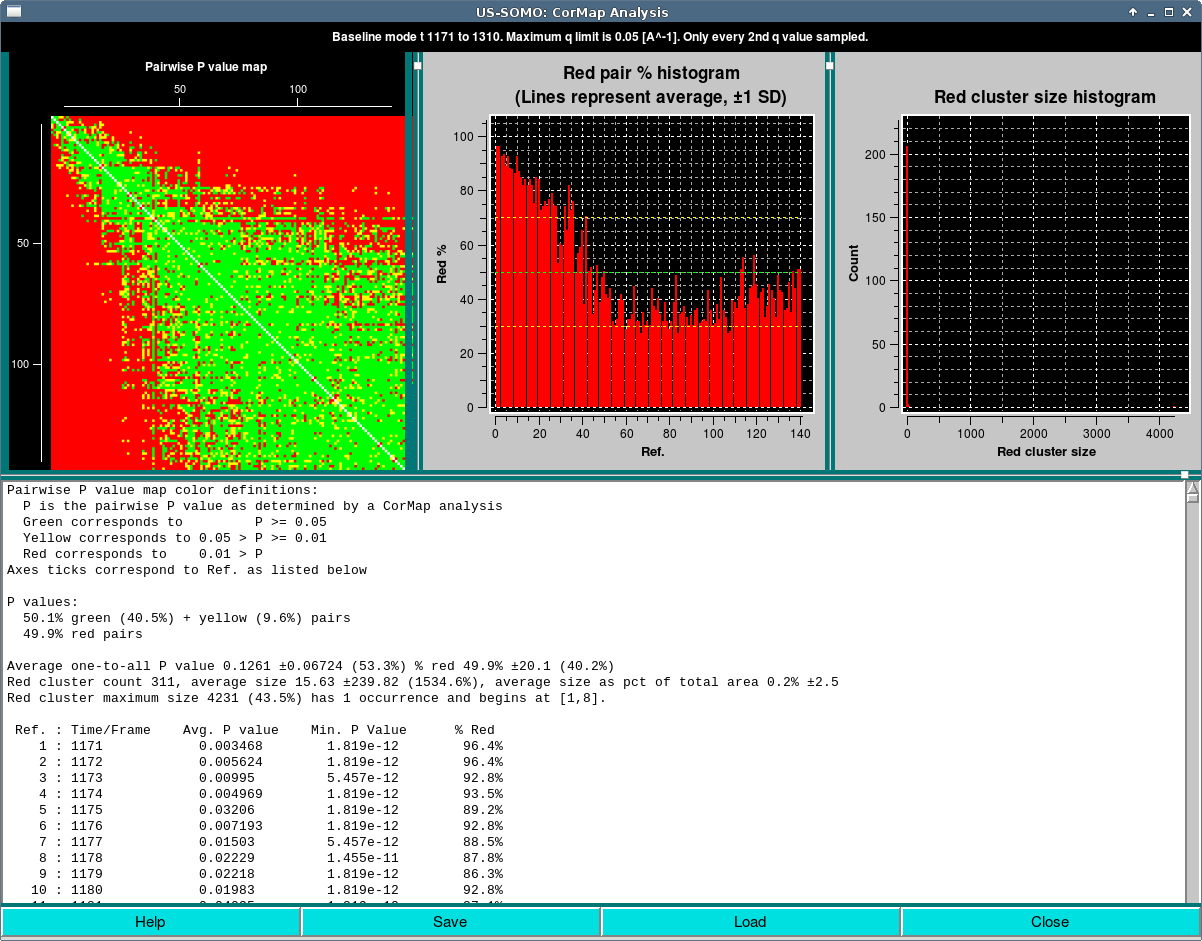 US-SOMO: CorMap Analysis
Baseline mode t 1171 to 1310. Maximum q limit is 0.05 [A^-1]. Only every 2nd q value sampled.
Pairwise P value map
50 100
50
100
Red pair % histogram
(Lines represent average, ±1 SD)
Red %
100
80
60
40
20
0
0 20 40 60 80 100 120 140
Ref.
Red cluster size histogram
Count
200
150
100
50
0
0 1000 2000 3000 4000
Red cluster size
Pairwise P value map color definitions:
P is the pairwise P value as determined by a CorMap analysis
Green corresponds to P >= 0.05
Yellow corresponds to 0.05 > P >= 0.01
Red corresponds to 0.01 > P
Axes ticks correspond to Ref. as listed below
P values:
50.1% green (40.5%) + yellow (9.6%) pairs
49.9% red pairs
Average one-to-all P value 0.1261 ±0.06724 (53.3%) % red 49.9% ±20.1 (40.2%)
Red cluster count 311, average size 15.63 ±239.82 (1534.6%), average size as pct of total area 0.2% ±2.5
Red cluster maximum size 4231 (43.5%) has 1 occurrence and begins at [1,8].
Ref. : Time/Frame Avg. P value Min. P Value % Red
1 : 1171 0.003468 1.819e-12 96.4%
2 : 1172 0.005624 1.819e-12 96.4%
3 : 1173 0.00995 5.457e-12 92.8%
4 : 1174 0.004969 1.819e-12 93.5%
5 : 1175 0.03206 1.819e-12 89.2%
6 : 1176 0.007193 1.819e-12 92.8%
7 : 1177 0.01503 5.457e-12 88.5%
8 : 1178 0.02229 1.455e-11 87.8%
9 : 1179 0.02218 1.819e-12 86.3%
10 : 1180 0.01983 1.819e-12 92.8%
Help Save Load Close